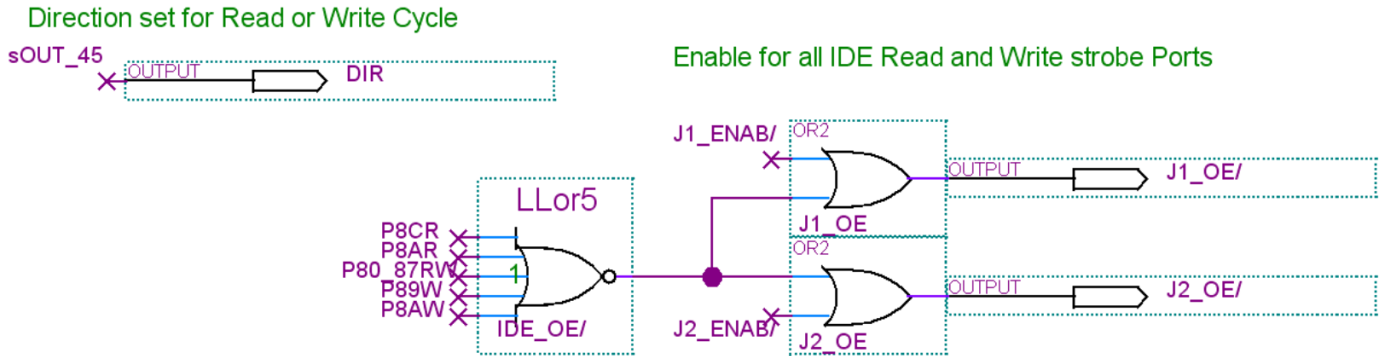 Direction set for Read or Write Cycle
sOUT_45
OUTPUT
DIR
Enable for all IDE Read and Write strobe Ports
J1_ENAB/
OR2
OUTPUT
J1_OE/
J1_OE
LLor5
P8CR
P8AR
P80_87RW
P89W
P8AW
1
IDE_OE/
OR2
OUTPUT
J2_OE/
J2_ENAB/
J2_OE